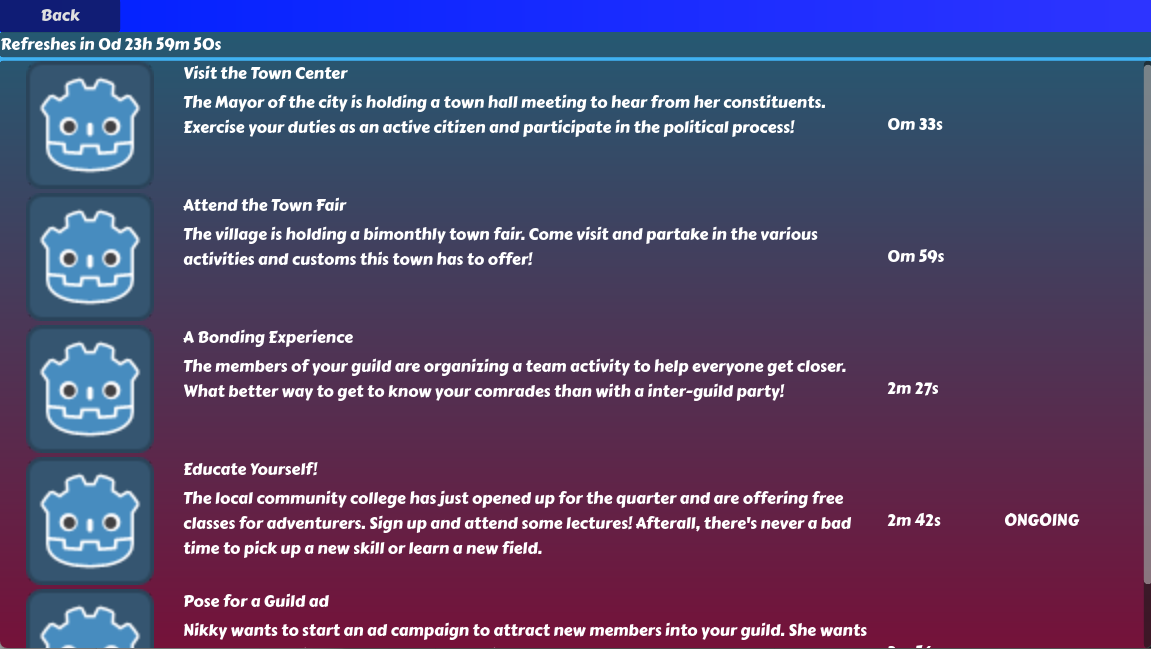 Back
Refreshes in 0d 23h 59m 50s
Visit the Town Center
The Mayor of the city is holding a town hall meeting to hear from her constituents.
Exercise your duties as an active citizen and participate in the political process!
0m 33s
Attend the Town Fair
The village is holding a bimonthly town fair. Come visit and partake in the various
activities and customs this town has to offer!
0m 59s
A Bonding Experience
The members of your guild are organizing a team activity to help everyone get closer.
What better way to get to know your comrades than with a inter-guild party!
2m 27s
Educate Yourself!
The local community college has just opened up for the quarter and are offering free
classes for adventurers. Sign up and attend some lectures! Afterall, there's never a bad
time to pick up a new skill or learn a new field.
2m 42s
ONGOING
Pose for a Guild ad
Nikky wants to start an ad campaign to attract new members into your guild. She wants